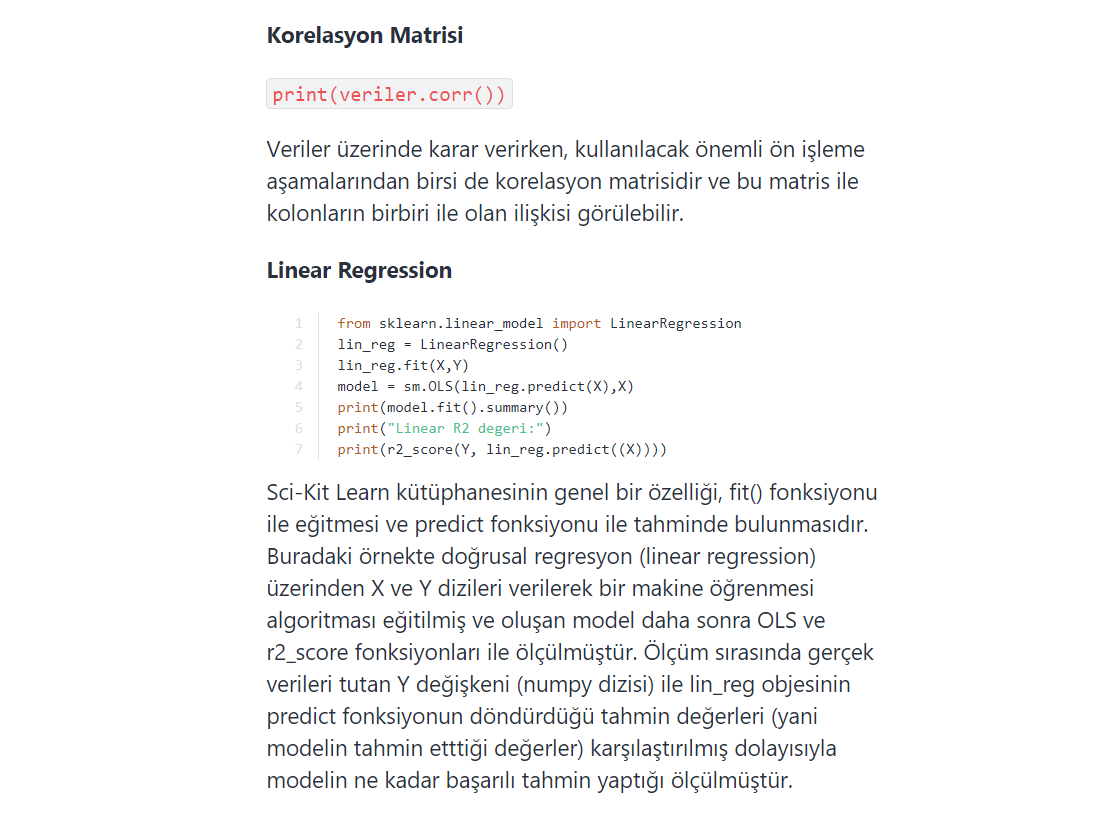 Korelasyon Matrisi
print(veriler.corr())
Veriler üzerinde karar verirken, kullanılacak önemli ön işleme
aşamalarından birsi de korelasyon matrisidir ve bu matris ile
kolonların birbiri ile olan ilişkisi görülebilir.
Linear Regression
1 from sklearn.linear_model import LinearRegression
2 lin_reg = LinearRegression()
3 lin_reg.fit(X,Y)
4 model = sm.OLS(lin_reg.predict(X),X)
5 print(model.fit().summary())
6 print("Linear R2 degeri:")
7 print(r2_score(Y, lin_reg.predict((X))))
Sci-Kit Learn kütüphanesinin genel bir özelliği, fit() fonksiyonu
ile eğitmesi ve predict fonksiyonu ile tahminde bulunmasıdır.
Buradaki örnekte doğrusal regresyon (linear regression)
üzerinden X ve Y dizileri verilerek bir makine öğrenmesi
algoritması eğitilmiş ve oluşan model daha sonra OLS ve
r2_score fonksiyonları ile ölçülmüştür. Ölçüm sırasında gerçek
verileri tutan Y değişkeni (numpy dizisi) ile lin_reg objesinin
predict fonksiyonun döndürdüğü tahmin değerleri (yani
modelin tahmin etttiği değerler) karşılaştırılmış dolayısıyla
modelin ne kadar başarılı tahmin yaptığı ölçülmüştür.